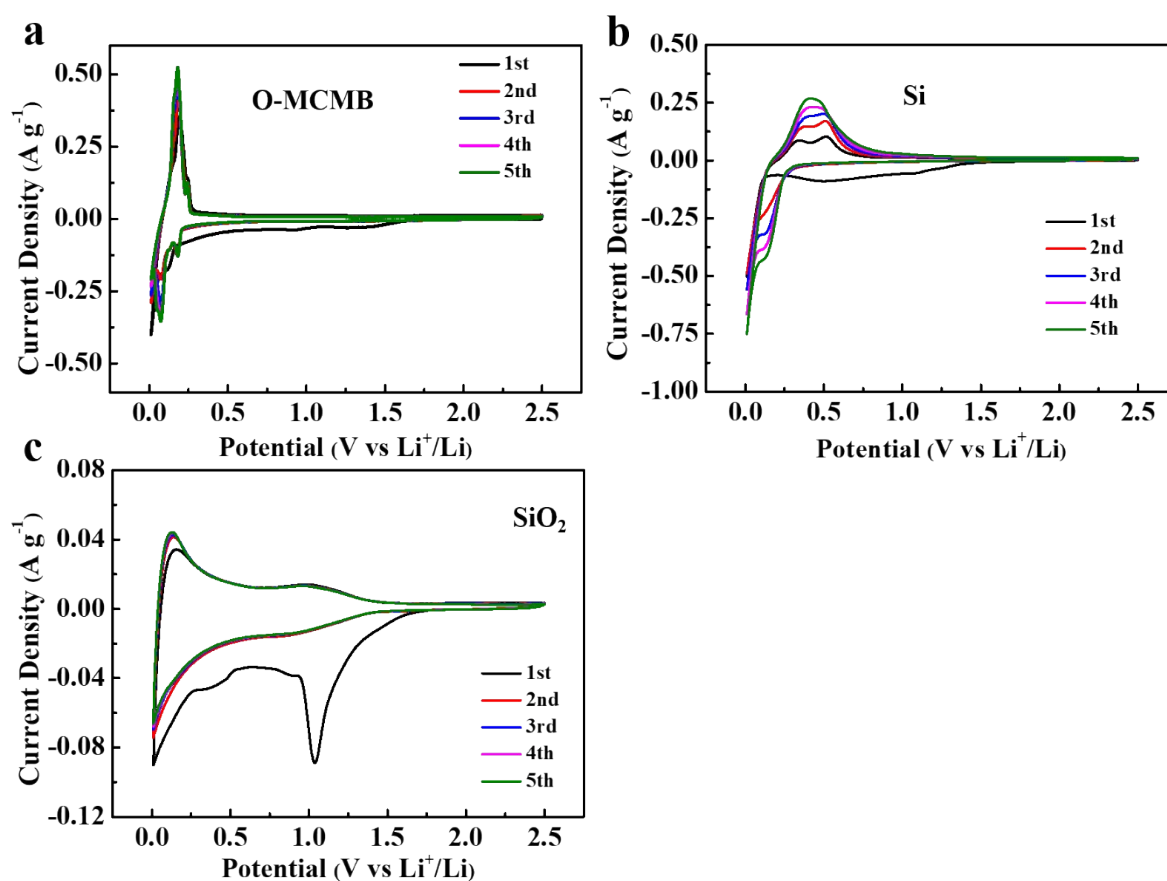 a
O-MCMB
1st
2nd
3rd
4th
5th
0.50
0.25
0.00
-0.25
-0.50
Current Density (A g⁻¹)
0.0 0.5 1.0 1.5 2.0 2.5
Potential (V vs Li⁺/Li)
b
Si
0.50
0.25
0.00
-0.25
-0.50
-0.75
-1.00
Current Density (A g⁻¹)
1st
2nd
3rd
4th
5th
0.0 0.5 1.0 1.5 2.0 2.5
Potential (V vs Li⁺/Li)
c
SiO₂
0.08
0.04
0.00
-0.04
-0.08
-0.12
Current Density (A g⁻¹)
1st
2nd
3rd
4th
5th
0.0 0.5 1.0 1.5 2.0 2.5
Potential (V vs Li⁺/Li)